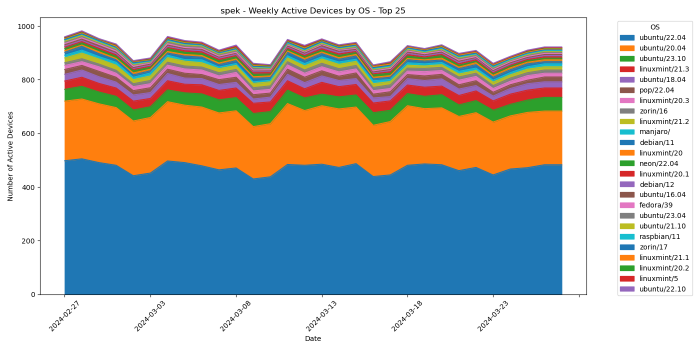 spek - Weekly Active Devices by OS - Top 25
Number of Active Devices
1000
800
600
400
200
0
2024-02-27
2024-03-03
2024-03-08
2024-03-13
2024-03-18
2024-03-23
Date
OS
ubuntu/22.04
ubuntu/20.04
ubuntu/23.10
linuxmint/21.3
ubuntu/18.04
pop/22.04
linuxmint/20.3
zorin/16
linuxmint/21.2
manjaro/
debian/11
linuxmint/20
neon/22.04
linuxmint/20.1
debian/12
ubuntu/16.04
fedora/39
ubuntu/23.04
ubuntu/21.10
raspbian/11
zorin/17
linuxmint/21.1
linuxmint/20.2
linuxmint/5
ubuntu/22.10